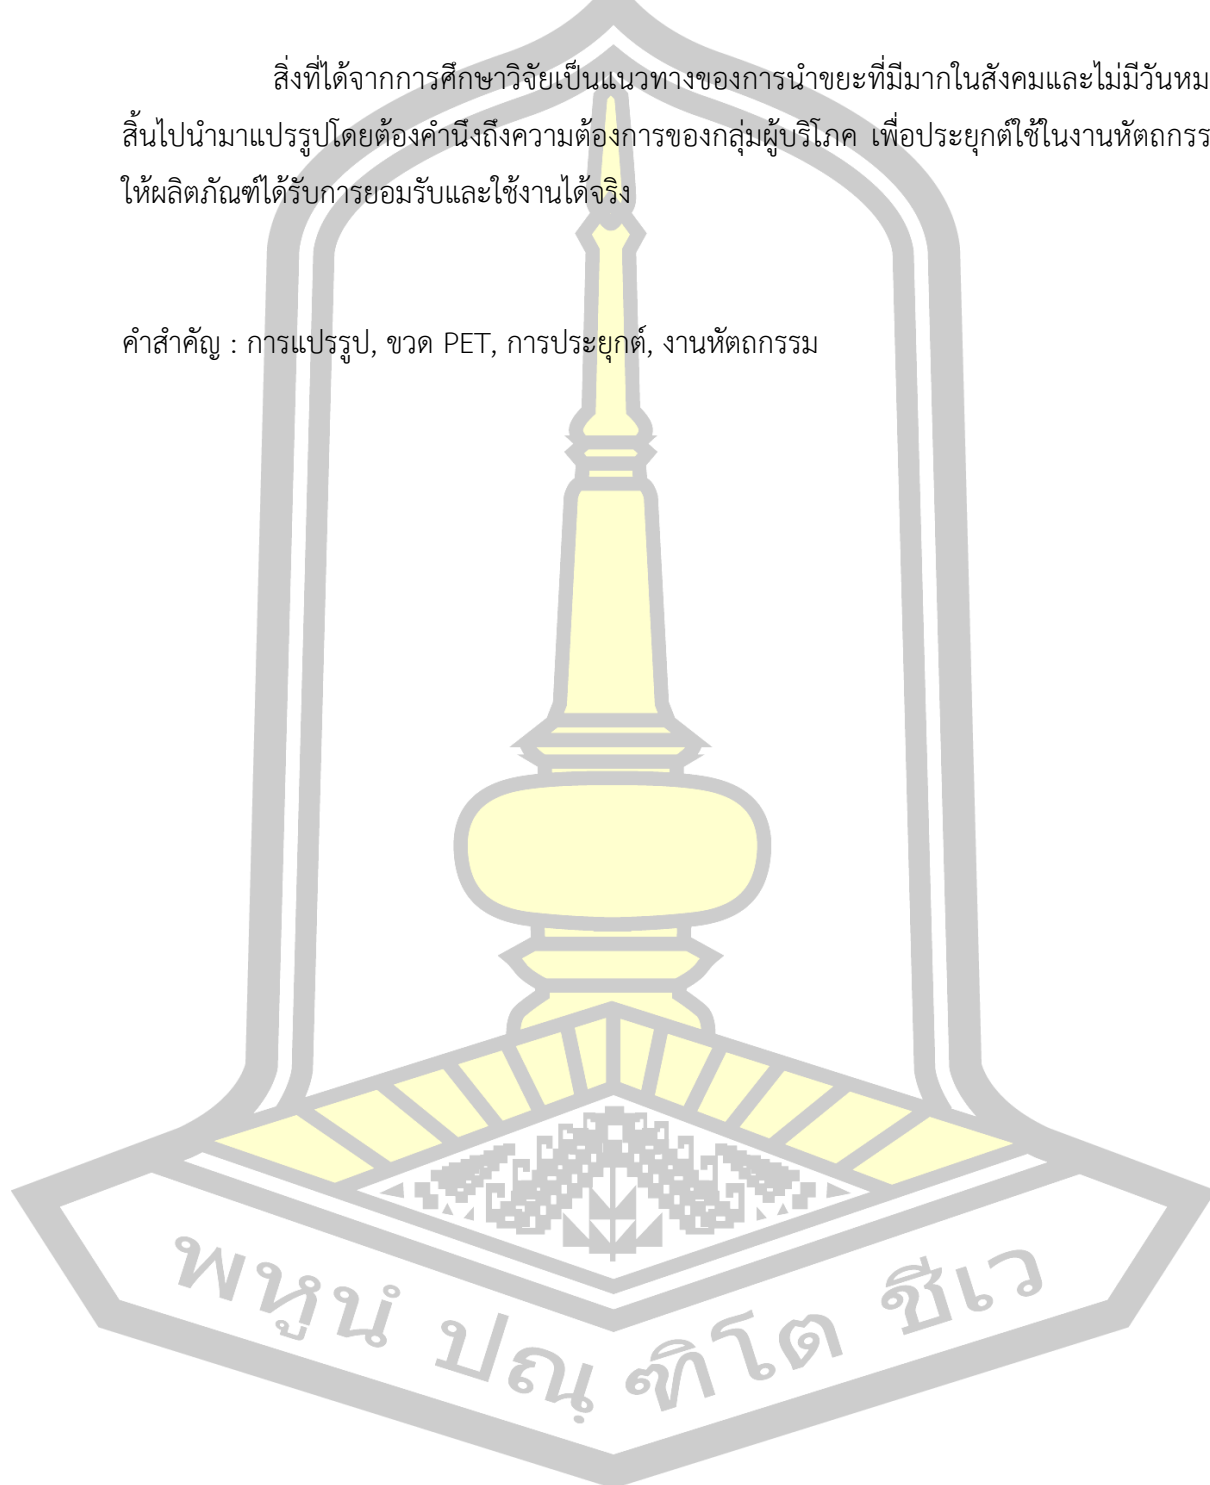 สิ่งที่ได้จากการศึกษาวิจัยเป็นแนวทางของการนำขยะที่มีมากในสังคมและไม่มีวันหม
สิ้นไปนำมาแปรรูปโดยต้องคำนึงถึงความต้องการของกลุ่มผู้บริโภค เพื่อประยุกต์ใช้ในงานหัตถกรร
ให้ผลิตภัณฑ์ได้รับการยอมรับและใช้งานได้จริง
คำสำคัญ : การแปรรูป, ขวด PET, การประยุกต์, งานหัตถกรรม
พหูนํ ปณฺฑิโต ชีเว